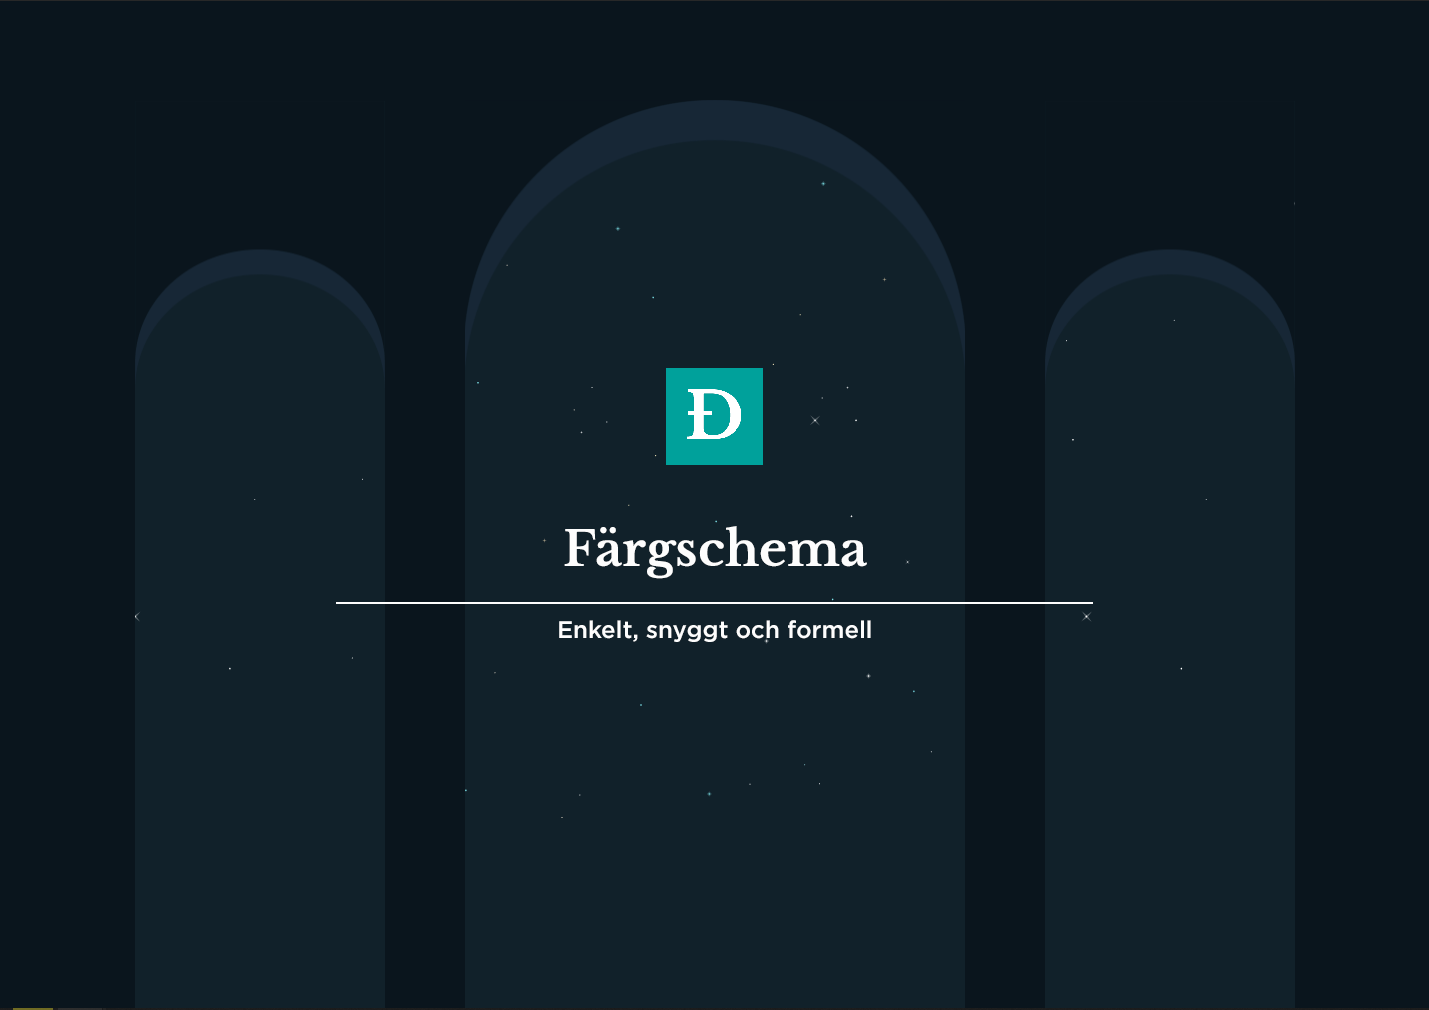 Đ
Färgschema
Enkelt, snyggt och formell